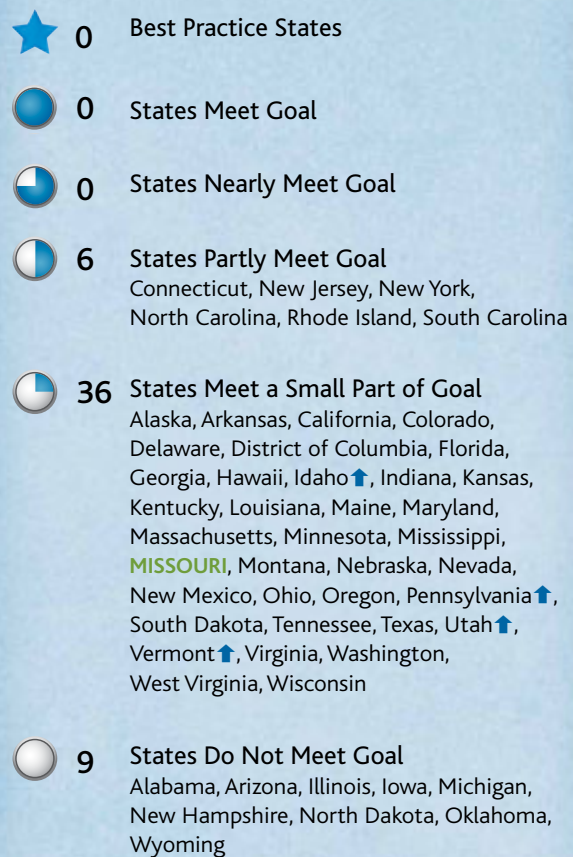 0 Best Practice States
0 States Meet Goal
0 States Nearly Meet Goal
6 States Partly Meet Goal
Connecticut, New Jersey, New York,
North Carolina, Rhode Island, South Carolina
36 States Meet a Small Part of Goal
Alaska, Arkansas, California, Colorado,
Delaware, District of Columbia, Florida,
Georgia, Hawaii, Idaho⬆, Indiana, Kansas,
Kentucky, Louisiana, Maine, Maryland,
Massachusetts, Minnesota, Mississippi,
MISSOURI, Montana, Nebraska, Nevada,
New Mexico, Ohio, Oregon, Pennsylvania⬆,
South Dakota, Tennessee, Texas, Utah⬆,
Vermont⬆, Virginia, Washington,
West Virginia, Wisconsin
9 States Do Not Meet Goal
Alabama, Arizona, Illinois, Iowa, Michigan,
New Hampshire, North Dakota, Oklahoma,
Wyoming